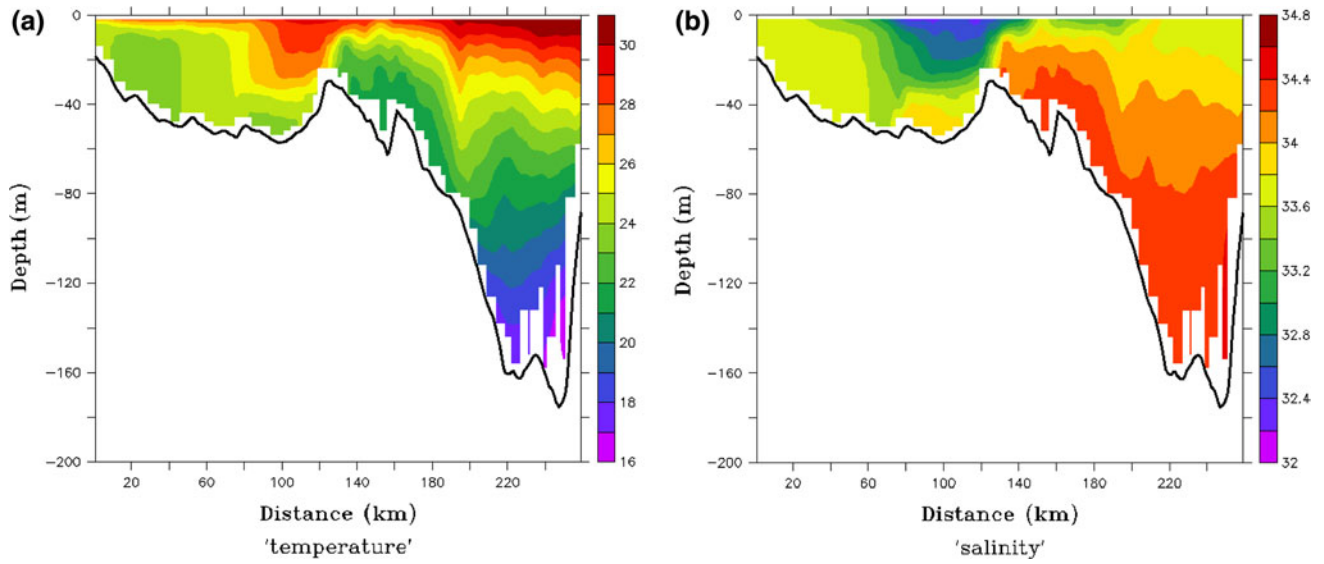 (a)
0
−40
−80
−120
−160
−200
Depth (m)
20 60 100 140 180 220
Distance (km)
'temperature'
30
28
26
24
22
20
18
16
(b)
0
−40
−80
−120
−160
−200
Depth (m)
20 60 100 140 180 220
Distance (km)
'salinity'
34.8
34.4
34
33.6
33.2
32.8
32.4
32